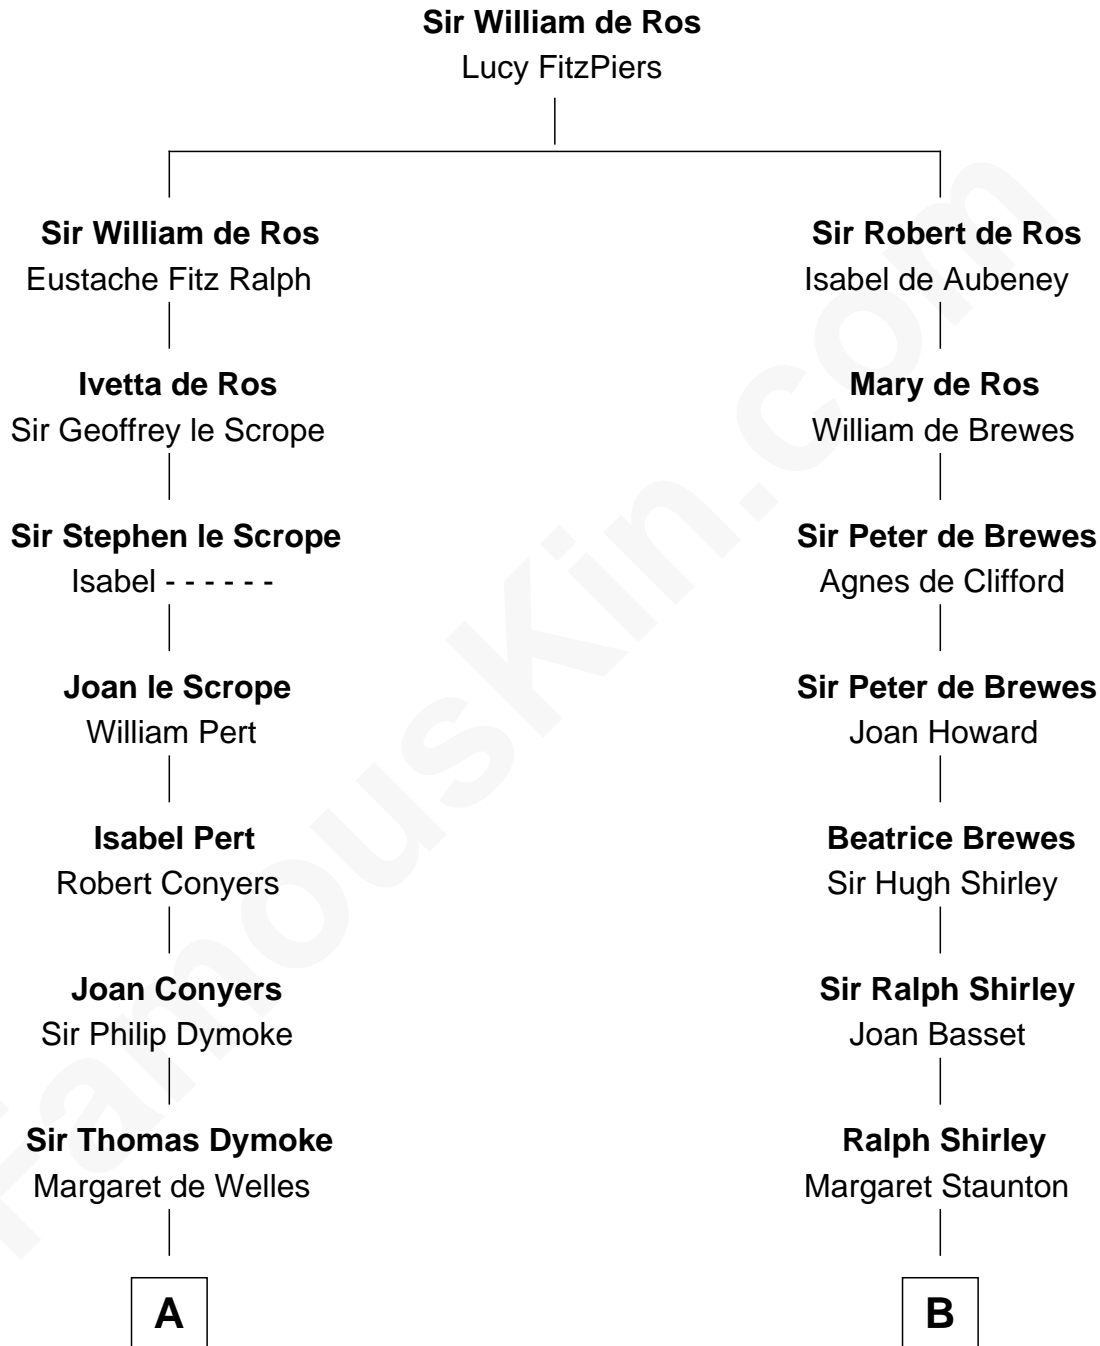 Sir William de Ros
Lucy FitzPiers
Sir William de Ros
Eustache Fitz Ralph
Sir Robert de Ros
Isabel de Aubeney
Ivetta de Ros
Sir Geoffrey le Scrope
Mary de Ros
William de Brewes
Sir Stephen le Scrope
Isabel - - - - - -
Sir Peter de Brewes
Agnes de Clifford
Joan le Scrope
William Pert
Sir Peter de Brewes
Joan Howard
Isabel Pert
Robert Conyers
Beatrice Brewes
Sir Hugh Shirley
Joan Conyers
Sir Philip Dymoke
Sir Ralph Shirley
Joan Basset
Sir Thomas Dymoke
Margaret de Welles
Ralph Shirley
Margaret Staunton
A
B
FamousKin.com